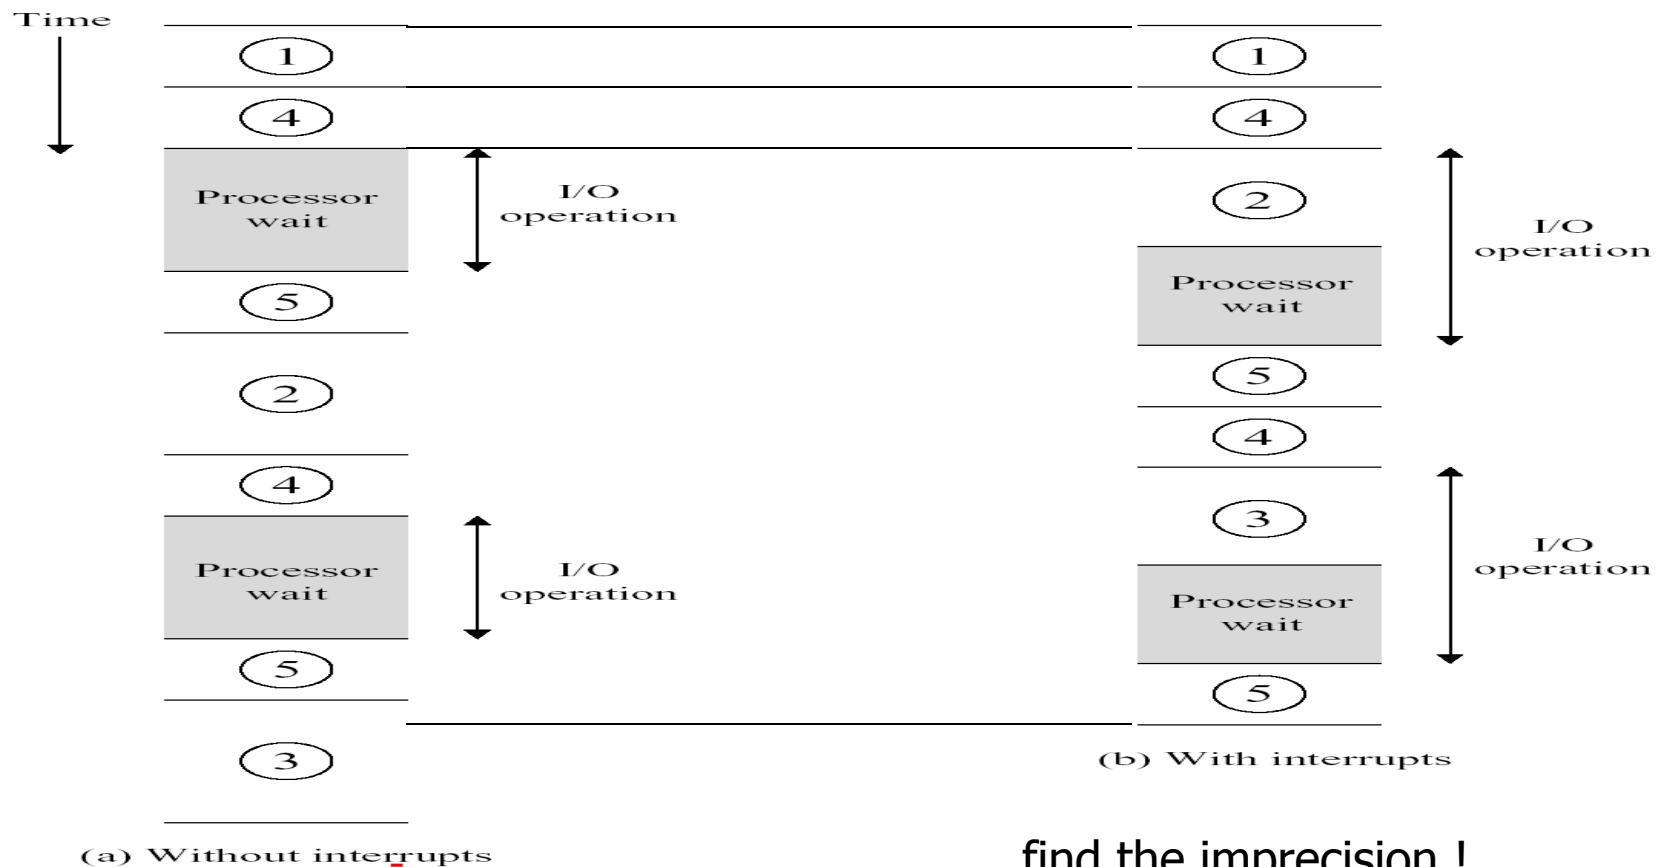 Time
1
4
Processor
wait
I/O
operation
5
2
4
Processor
wait
I/O
operation
5
3
(a) Without interrupts
1
4
2
I/O
operation
Processor
wait
5
4
3
I/O
operation
Processor
wait
5
(b) With interrupts
find the imprecision !